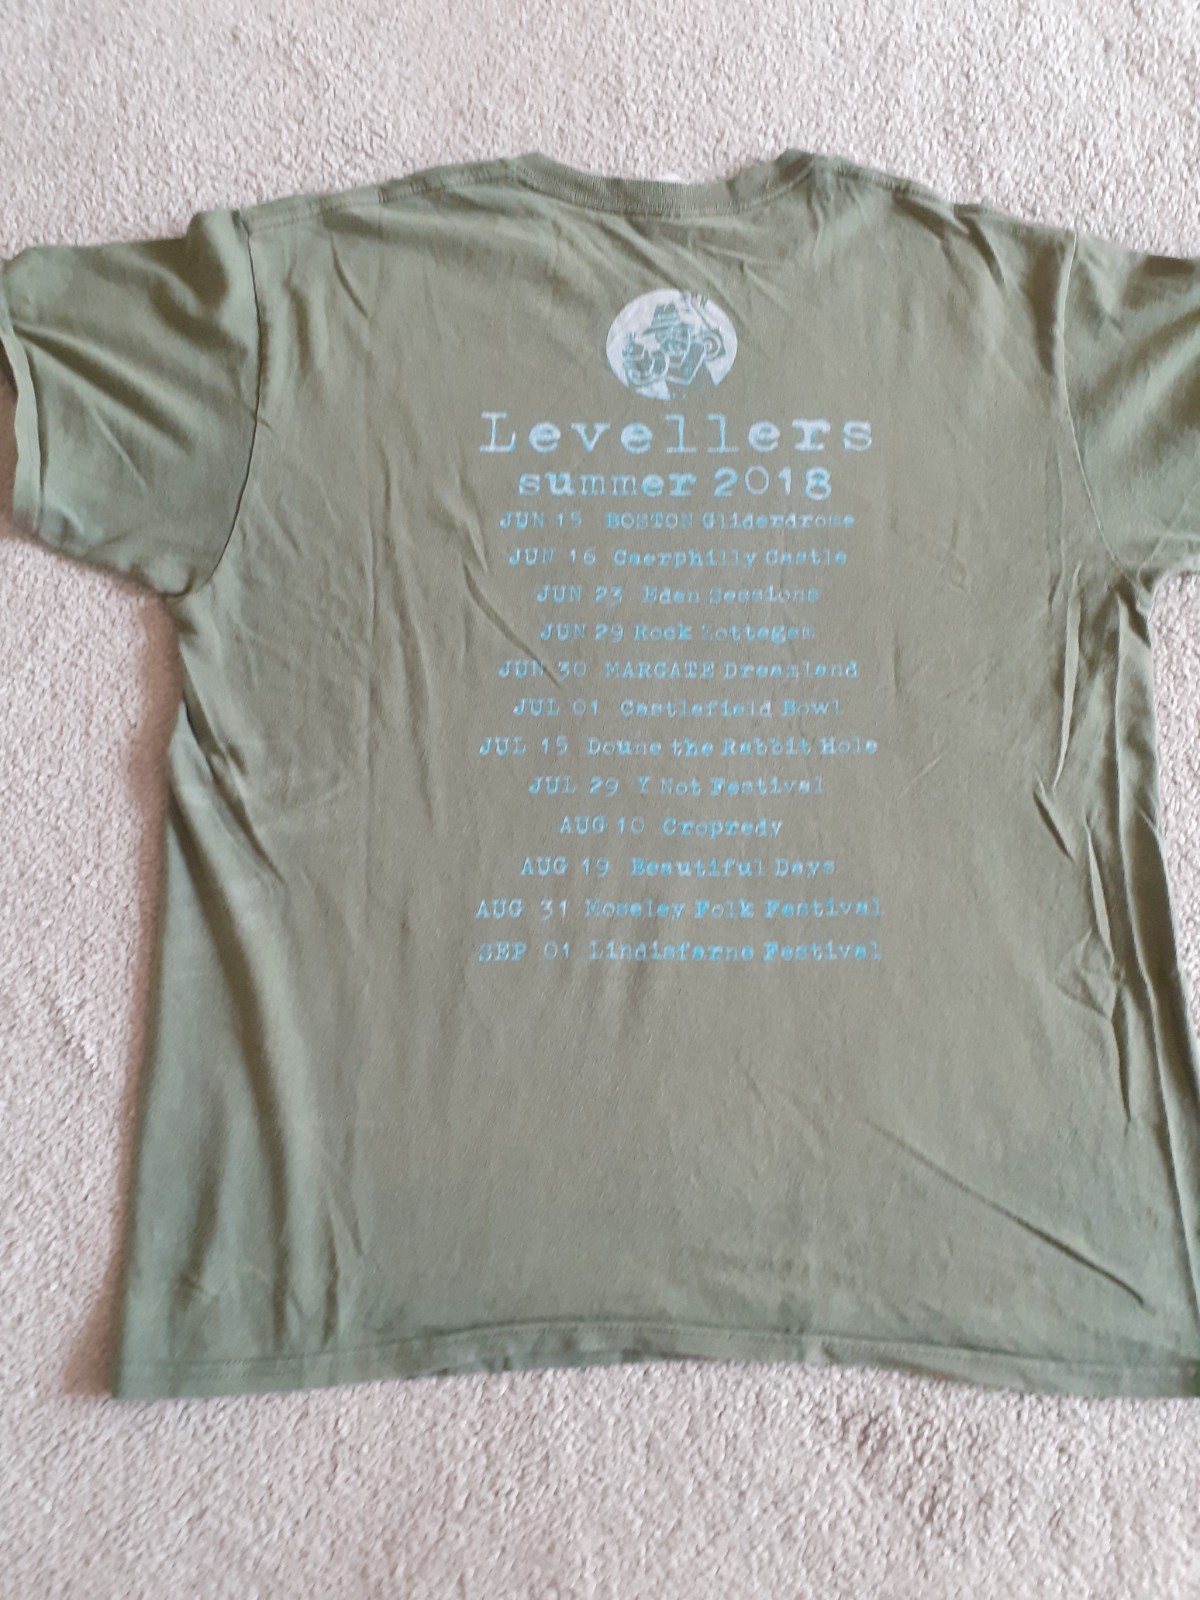 Levellers
summer 2018
JUN 15 BOSTON Gliderdrome
JUN 16 Caerphilly Castle
JUN 23 Eden Sessions
JUN 29 Rock Zottegem
JUN 30 MARGATE Dreamland
JUL 01 Castlefield Bowl
JUL 15 Doune the Rabbit Hole
JUL 29 Y Not Festival
AUG 10 Cropredy
AUG 19 Beautiful Days
AUG 31 Moseley Folk Festival
SEP 01 Lindisfarne Festival